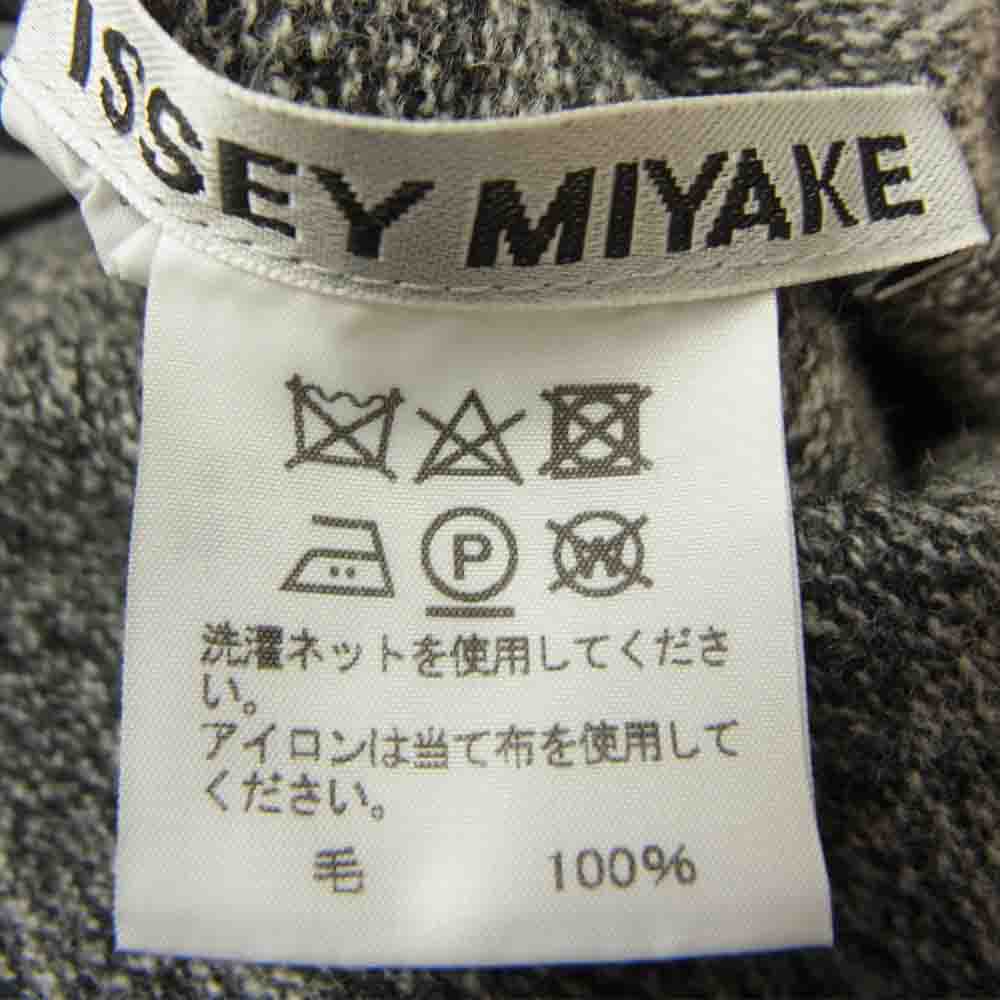 ISSEY MIYAKE
P
W
洗濯ネットを使用してくださ
い。
アイロンは当て布を使用して
ください。
毛 100%